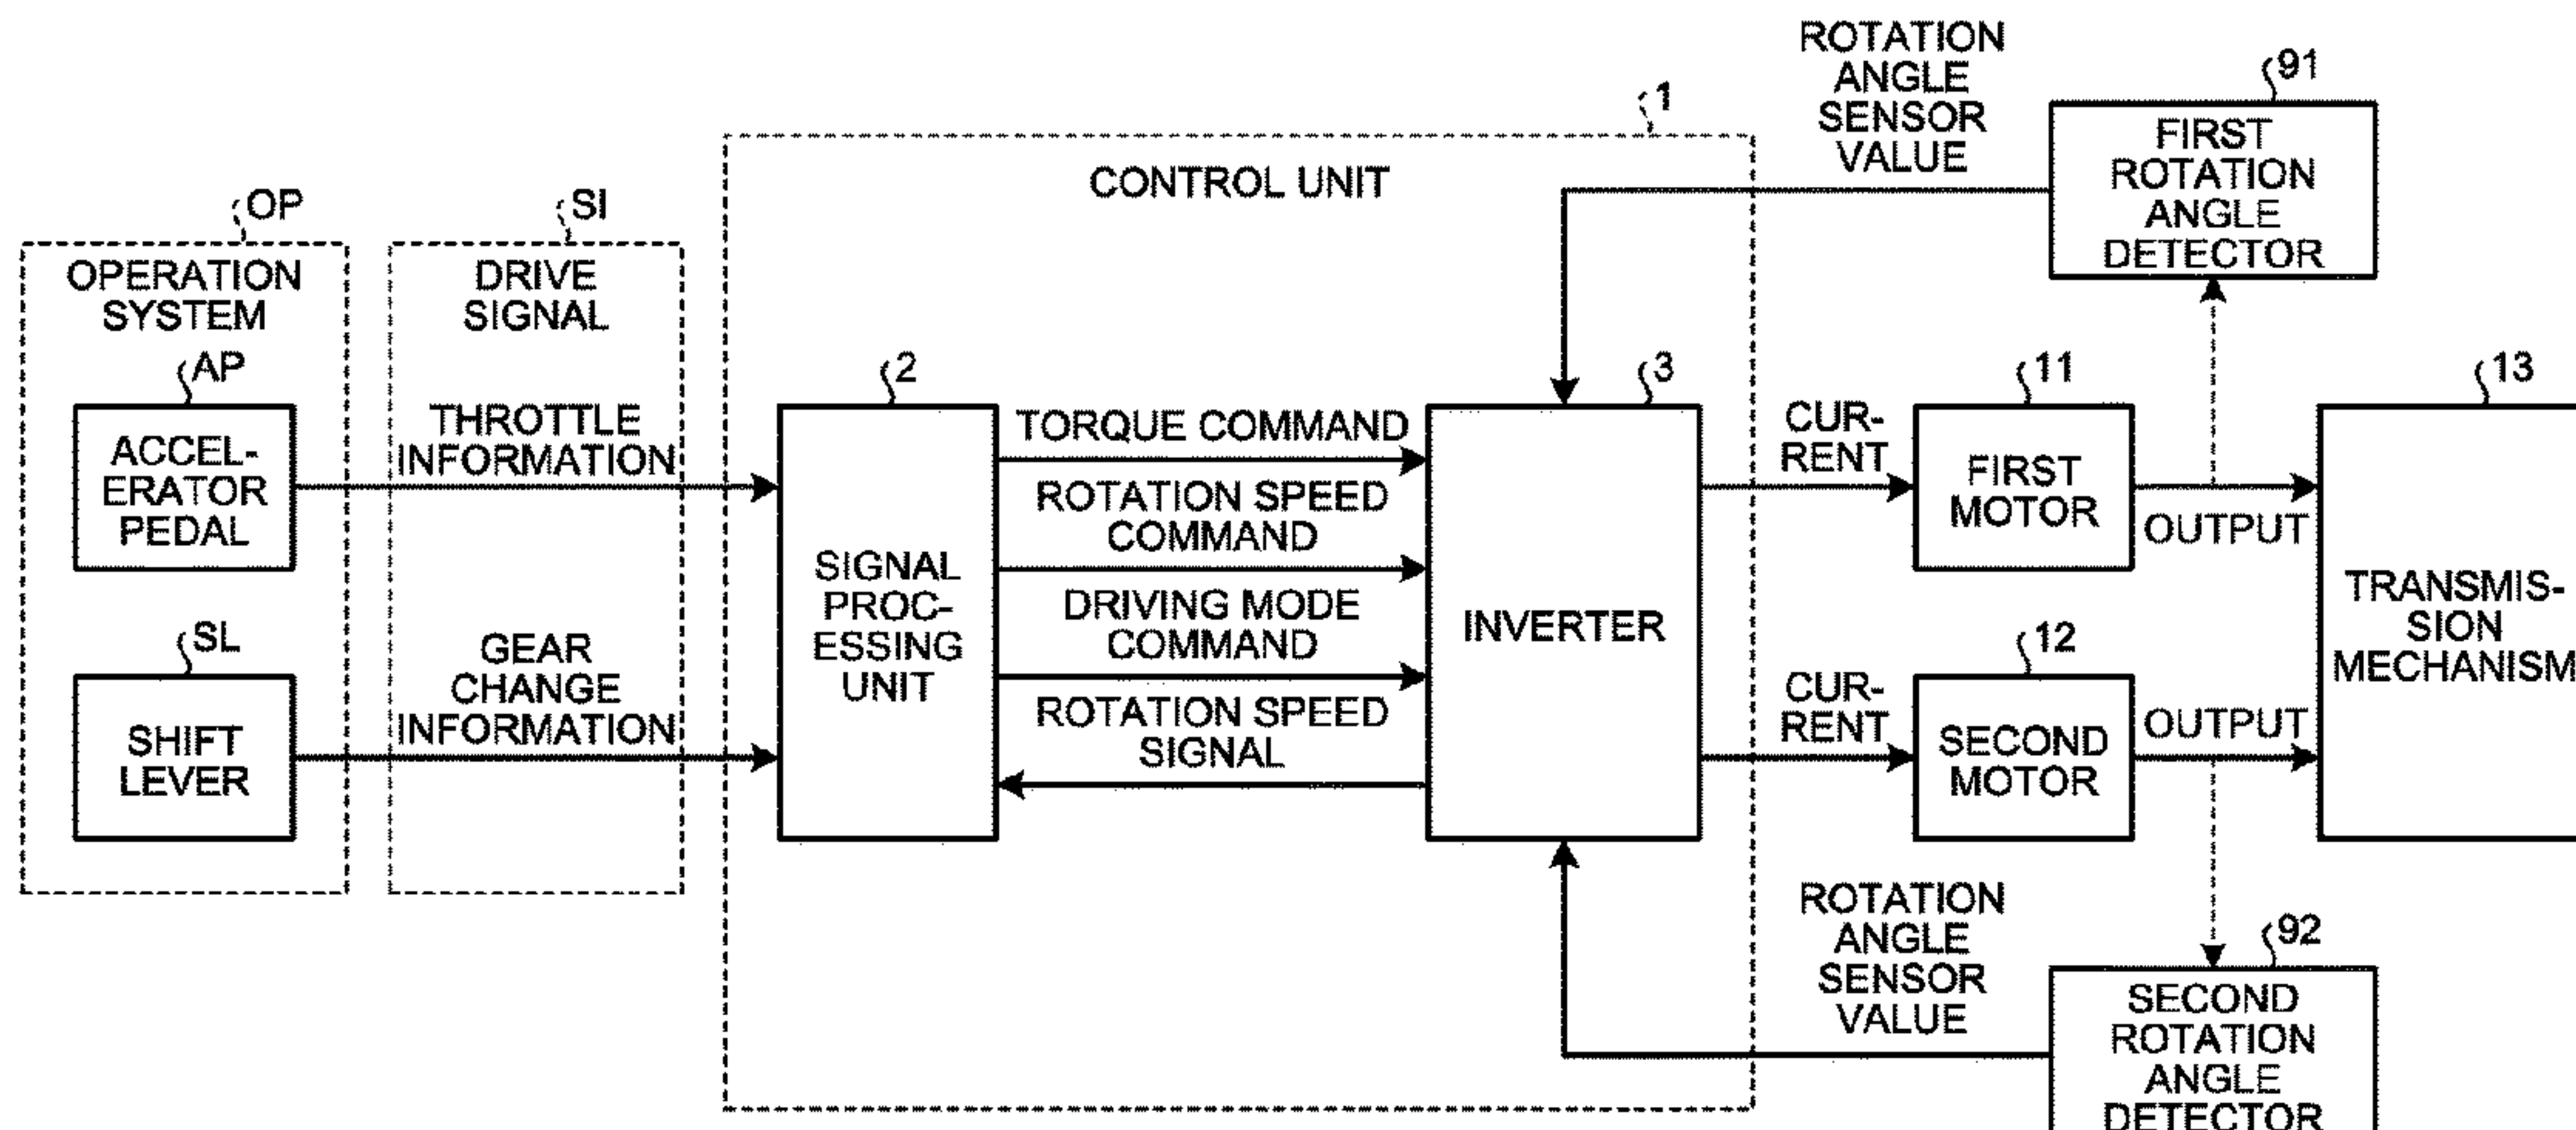 OP
OPERATION
SYSTEM
AP
ACCEL-
ERATOR
PEDAL
SL
SHIFT
LEVER
SI
DRIVE
SIGNAL
THROTTLE
INFORMATION
GEAR
CHANGE
INFORMATION
1
CONTROL UNIT
2
SIGNAL
PROC-
ESSING
UNIT
TORQUE COMMAND
ROTATION SPEED
COMMAND
DRIVING MODE
COMMAND
ROTATION SPEED
SIGNAL
3
INVERTER
ROTATION
ANGLE
SENSOR
VALUE
91
FIRST
ROTATION
ANGLE
DETECTOR
CUR-
RENT
11
FIRST
MOTOR
OUTPUT
13
TRANSMIS-
SION
MECHANISM
CUR-
RENT
12
SECOND
MOTOR
OUTPUT
ROTATION
ANGLE
SENSOR
VALUE
92
SECOND
ROTATION
ANGLE
DETECTOR